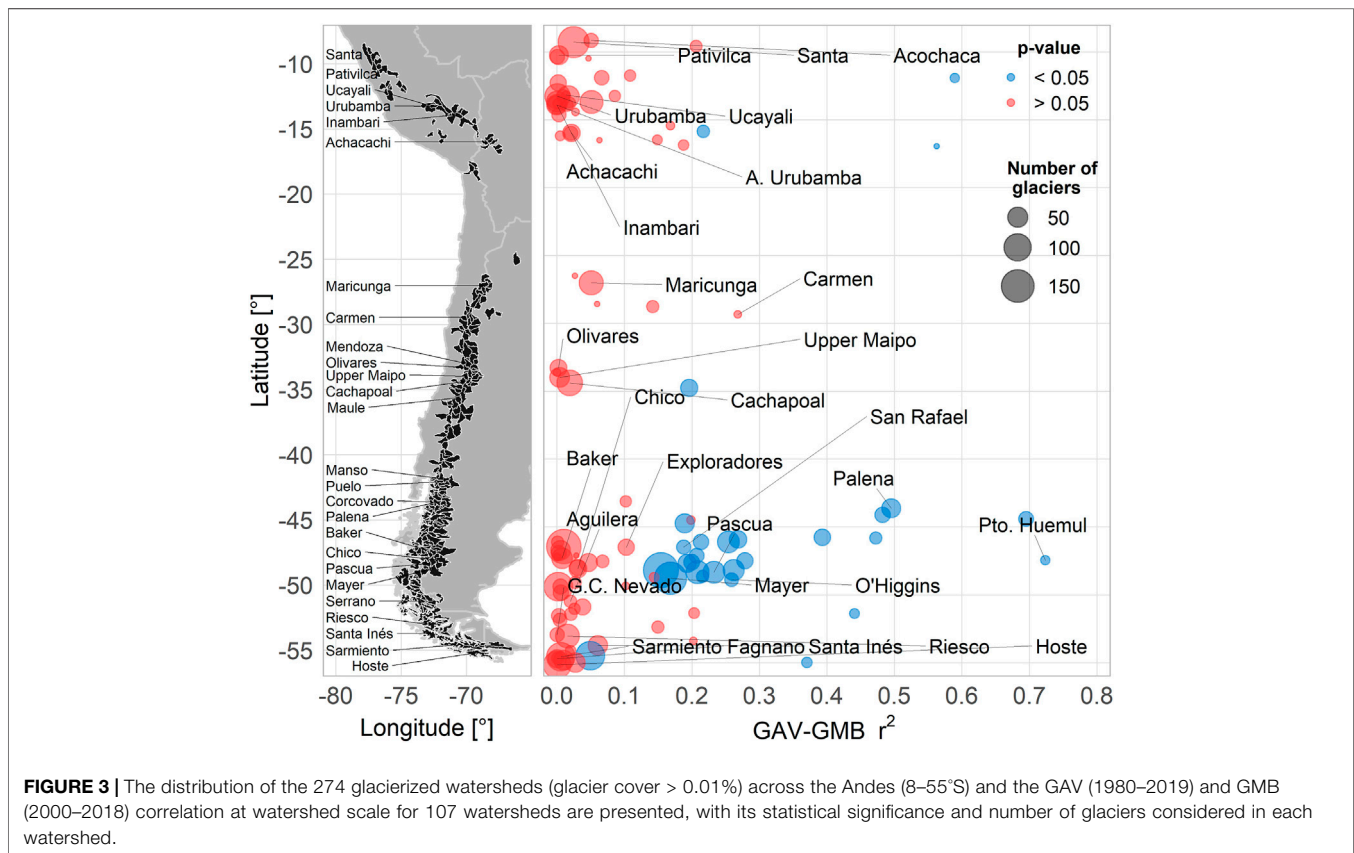 Latitude [°]
-10
-15
-20
-25
-30
-35
-40
-45
-50
-55
Santa
Pativilca
Ucayali
Urubamba
Inambari
Achacachi
Maricunga
Carmen
Mendoza
Olivares
Upper Maipo
Cachapoal
Maule
Manso
Puelo
Corcovado
Palena
Baker
Chico
Pascua
Mayer
Serrano
Riesco
Santa Inés
Sarmiento
Hoste
-80 -75 -70
Longitude [°]
Pativilca Santa Acochaca
Urubamba Ucayali
Achacachi A. Urubamba
Inambari
Maricunga Carmen
Olivares Upper Maipo
Chico Cachapoal San Rafael
Baker Exploradores Palena
Aguilera Pascua Pto. Huemul
G.C. Nevado Mayer O'Higgins
Sarmiento Fagnano Santa Inés Riesco Hoste
p-value
< 0.05
> 0.05
Number of
glaciers
50
100
150
0.0 0.1 0.2 0.3 0.4 0.5 0.6 0.7 0.8
GAV-GMB r²
FIGURE 3 | The distribution of the 274 glacierized watersheds (glacier cover > 0.01%) across the Andes (8–55°S) and the GAV (1980–2019) and GMB
(2000–2018) correlation at watershed scale for 107 watersheds are presented, with its statistical significance and number of glaciers considered in each
watershed.